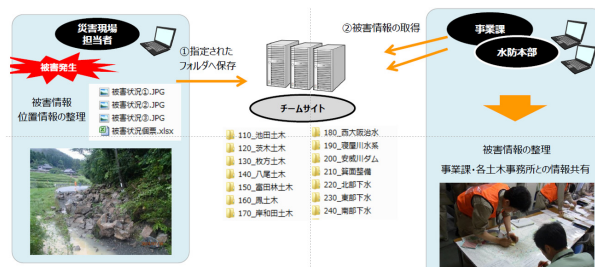 災害現場
担当者
被害発生
被害情報
位置情報の整理
被害状況①.JPG
被害状況②.JPG
被害状況③.JPG
被害状況個票.xlsx
①指定された
フォルダへ保存
チームサイト
110_池田土木
120_茨木土木
130_枚方土木
140_八尾土木
150_富田林土木
160_鳳土木
170_岸和田土木
180_西大阪治水
190_寝屋川水系
200_安威川ダム
210_箕面整備
220_北部下水
230_東部下水
240_南部下水
②被害情報の取得
事業課
水防本部
被害情報の整理
事業課・各土木事務所との情報共有